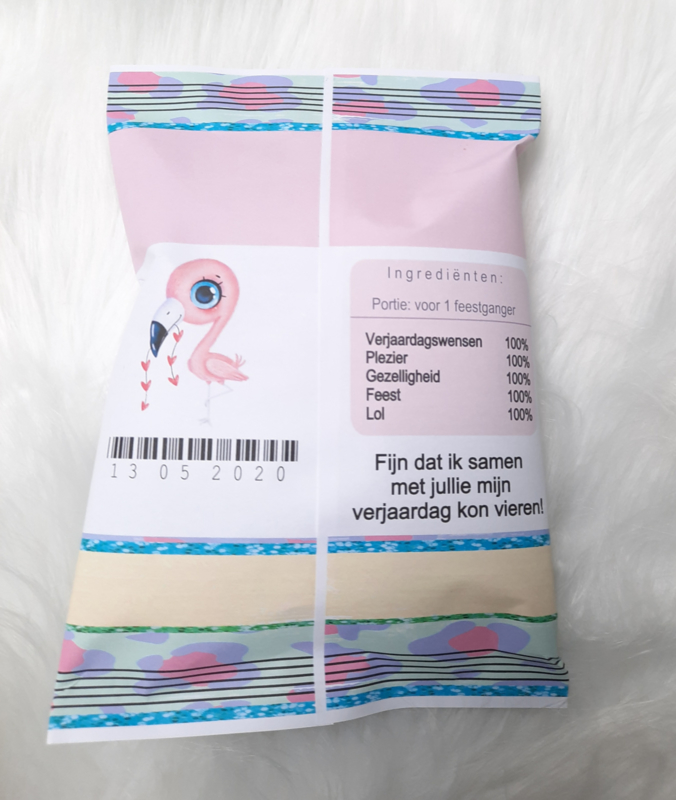 Ingrediënten:
Portie: voor 1 feestganger
Verjaardagswensen 100%
Plezier 100%
Gezelligheid 100%
Feest 100%
Lol 100%
13 05 2020
Fijn dat ik samen
met jullie mijn
verjaardag kon vieren!